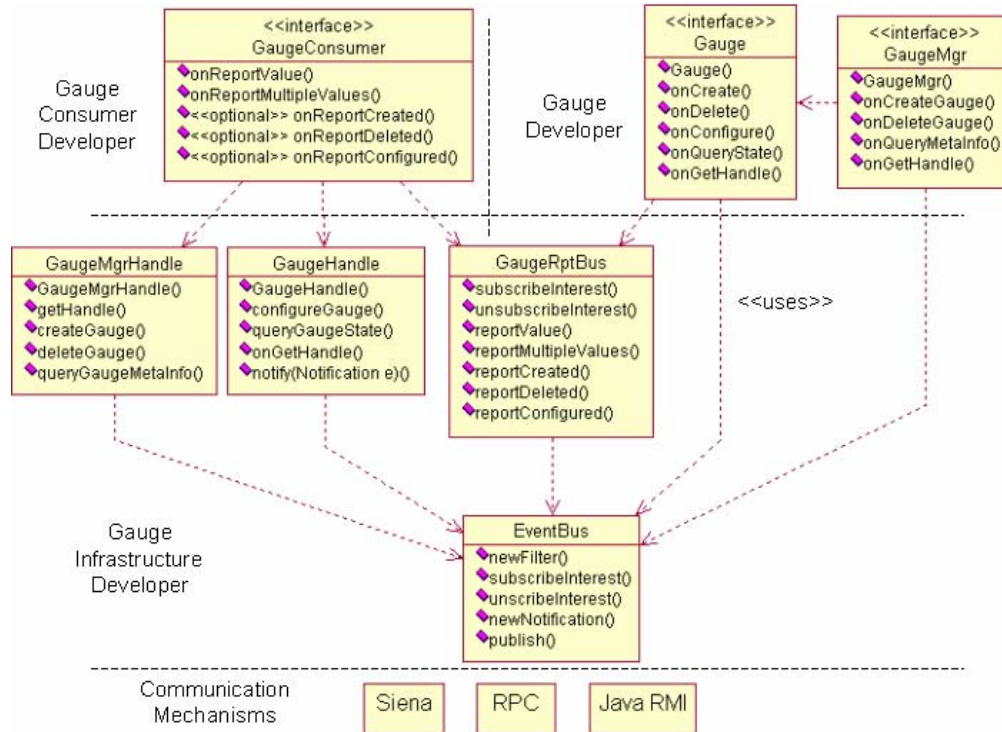 <<interface>>
GaugeConsumer
onReportValue()
onReportMultipleValues()
<<optional>> onReportCreated()
<<optional>> onReportDeleted()
<<optional>> onReportConfigured()
Gauge
Consumer
Developer
Gauge
Developer
<<interface>>
Gauge
Gauge()
onCreate()
onDelete()
onConfigure()
onQueryState()
onGetHandle()
<<interface>>
GaugeMgr
GaugeMgr()
onCreateGauge()
onDeleteGauge()
onQueryMetaInfo()
onGetHandle()
GaugeMgrHandle
GaugeMgrHandle()
getHandle()
createGauge()
deleteGauge()
queryGaugeMetaInfo()
GaugeHandle
GaugeHandle()
configureGauge()
queryGaugeState()
onGetHandle()
notify(Notification e)()
GaugeRptBus
subscribeInterest()
unsubscribeInterest()
reportValue()
reportMultipleValues()
reportCreated()
reportDeleted()
reportConfigured()
<<uses>>
Gauge
Infrastructure
Developer
EventBus
newFilter()
subscribeInterest()
unscribeInterest()
newNotification()
publish()
Communication
Mechanisms
Siena
RPC
Java RMI